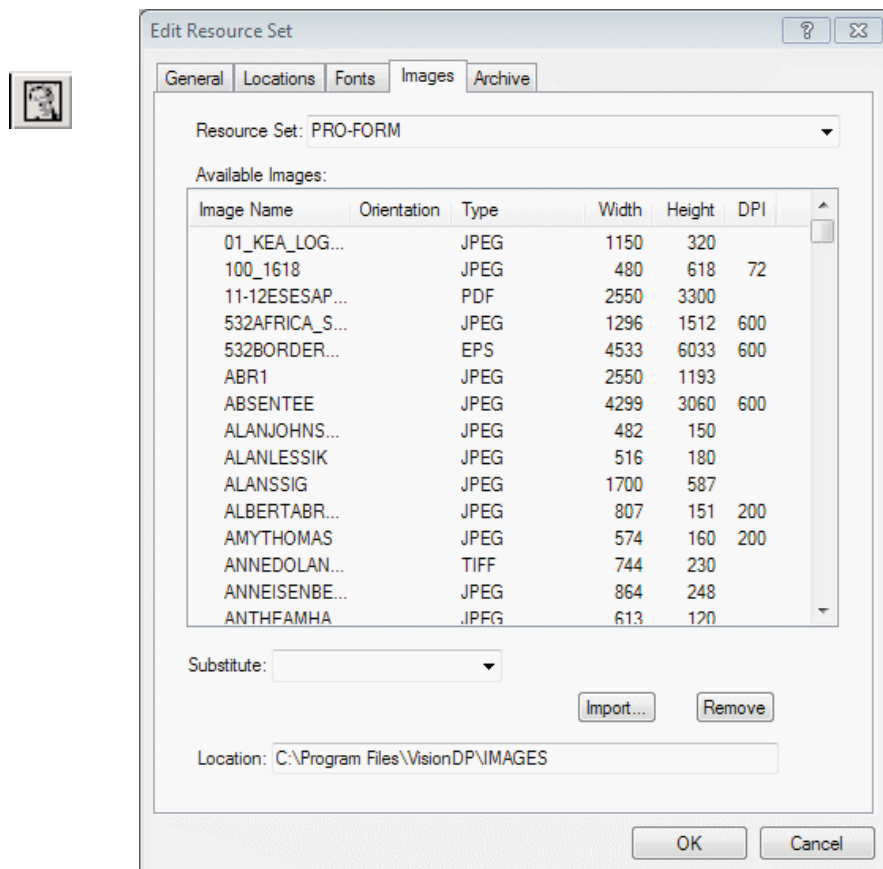 Edit Resource Set
General Locations Fonts Images Archive
Resource Set: PRO-FORM
Available Images:
Image Name Orientation Type Width Height DPI
01_KEA_LOG... JPEG 1150 320
100_1618 JPEG 480 618 72
11-12ESESAP... PDF 2550 3300
532AFRICA_S... JPEG 1296 1512 600
532BORDER... EPS 4533 6033 600
ABR1 JPEG 2550 1193
ABSENTEE JPEG 4299 3060 600
ALANJOHNS... JPEG 482 150
ALANLESSIK JPEG 516 180
ALANSSIG JPEG 1700 587
ALBERTABR... JPEG 807 151 200
AMYTHOMAS JPEG 574 160 200
ANNEDOLAN... TIFF 744 230
ANNEISENBE... JPEG 864 248
ANTHEAMHA JPEG 613 120
Substitute:
Import... Remove
Location: C:\Program Files\VisionDP\IMAGES
OK Cancel